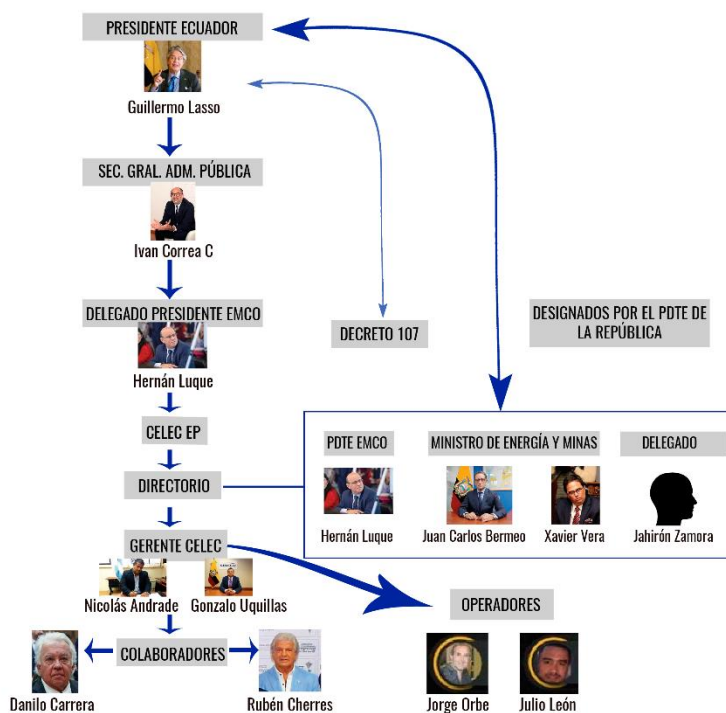 PRESIDENTE ECUADOR
Guillermo Lasso
SEC. GRAL. ADM. PÚBLICA
Ivan Correa C
DELEGADO PRESIDENTE EMCO
Hernán Luque
DECRETO 107
DESIGNADOS POR EL PDTE DE
LA REPÚBLICA
CELEC EP
DIRECTORIO
PDTE EMCO
MINISTRO DE ENERGÍA Y MINAS
DELEGADO
Hernán Luque
Juan Carlos Bermeo
Xavier Vera
Jahirón Zamora
GERENTE CELEC
Nicolás Andrade
Gonzalo Uquillas
OPERADORES
COLABORADORES
Danilo Carrera
Rubén Cherres
Jorge Orbe
Julio León